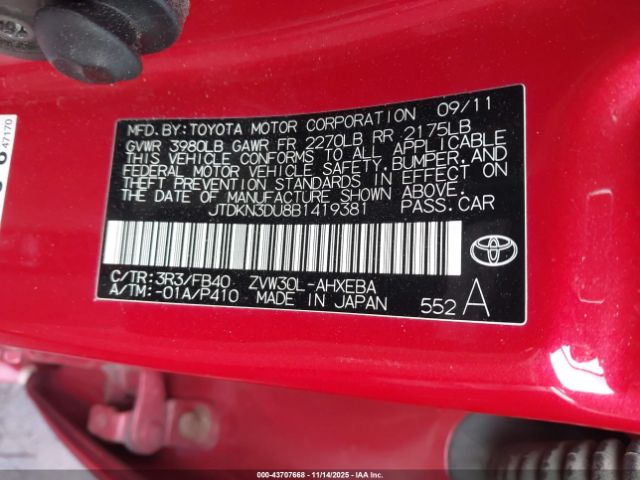 47170
MFD.BY:TOYOTA MOTOR CORPORATION 09/11
GVWR 3980LB GAWR FR 2270LB RR 2175LB
THIS VEHICLE CONFORMS TO ALL APPLICABLE
FEDERAL MOTOR VEHICLE SAFETY,BUMPER,AND
THEFT PREVENTION STANDARDS IN EFFECT ON
THE DATE OF MANUFACTURE SHOWN ABOVE.
JTDKN3DU8B1419381 PASS.CAR
C/TR:3R3/FB40 ZVW30L-AHXEBA
A/TM:-01A/P410 MADE IN JAPAN
552 A
000-43707668 - 11/14/2025 - IAAI.COM